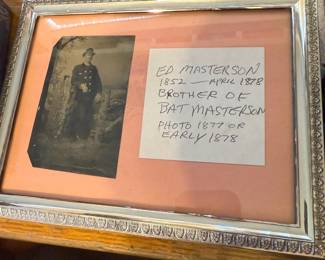 ED MASTERSON
1852 — APRIL 1878
BROTHER OF
BAT MASTERSON
PHOTO 1877 OR
EARLY 1878